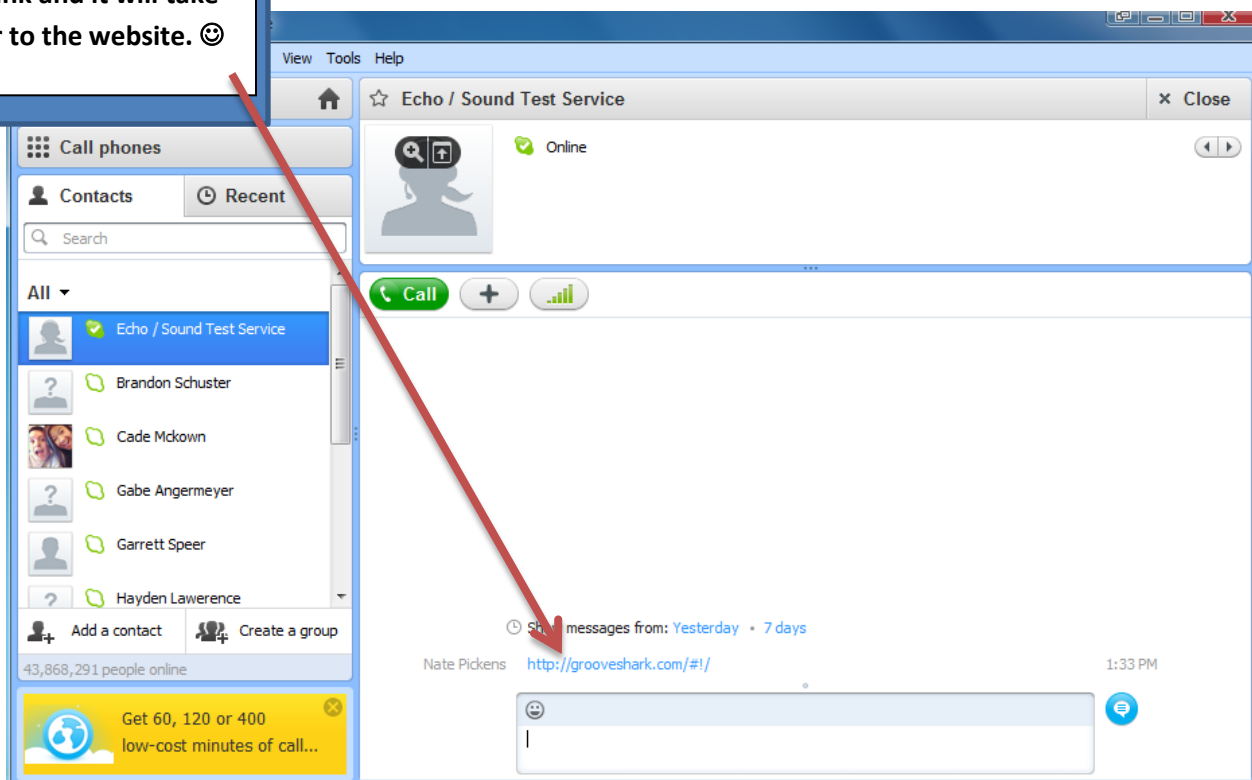 to the website. ☺
View Tools Help
Echo / Sound Test Service
× Close
Call phones
Online
Contacts
Recent
Search
All
Call
Echo / Sound Test Service
Brandon Schuster
Cade Mckown
Gabe Angermeyer
Garrett Speer
Hayden Lawerence
Add a contact
Create a group
43,868,291 people online
messages from: Yesterday • 7 days
Nate Pickens http://grooveshark.com/#!/ 1:33 PM
Get 60, 120 or 400
low-cost minutes of call...